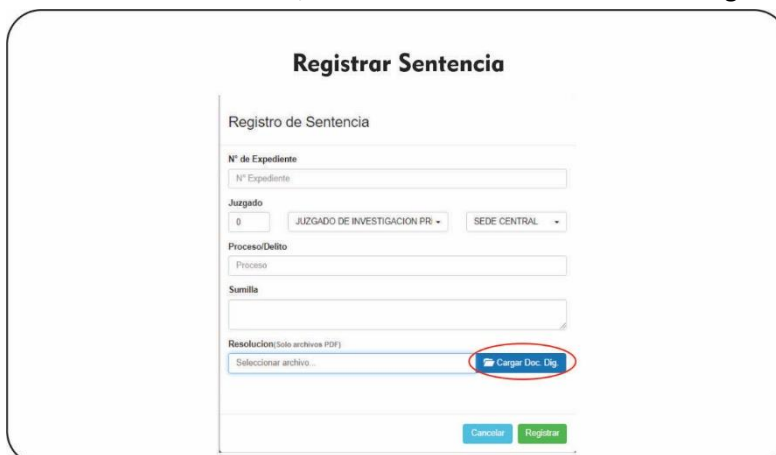 Registrar Sentencia
Registro de Sentencia
N° de Expediente
N° Expediente
Juzgado
0 JUZGADO DE INVESTIGACION PRI SEDE CENTRAL
Proceso/Delito
Proceso
Sumilla
Resolucion(Solo archivos PDF)
Seleccionar archivo... Cargar Doc. Dig.
Cancelar Registrar